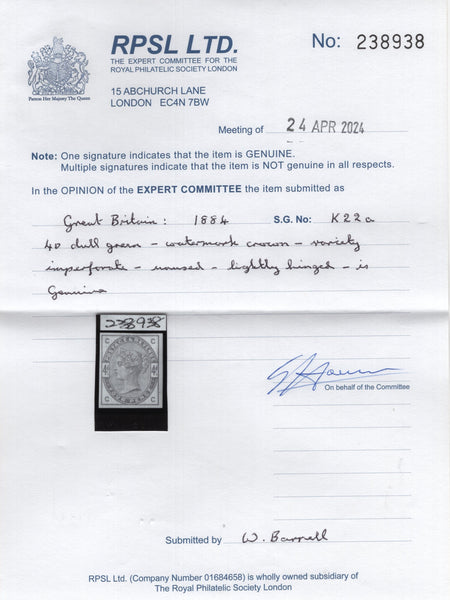 RPSL LTD.
THE EXPERT COMMITTEE FOR THE
ROYAL PHILATELIC SOCIETY LONDON
No: 238938
Patron Her Majesty The Queen
15 ABCHURCH LANE
LONDON EC4N 7BW
Meeting of 24 APR 2024
Note: One signature indicates that the item is GENUINE.
Multiple signatures indicate that the item is NOT genuine in all respects.
In the OPINION of the EXPERT COMMITTEE the item submitted as
Great Britain: 1884 S.G. No: K22a
4D dull green - watermark crown - variety
imperforate - unused - lightly hinged - is
Genuine
238938
C C
C C
On behalf of the Committee
Submitted by W. Barrell
RPSL Ltd. (Company Number 01684658) is wholly owned subsidiary of
The Royal Philatelic Society London